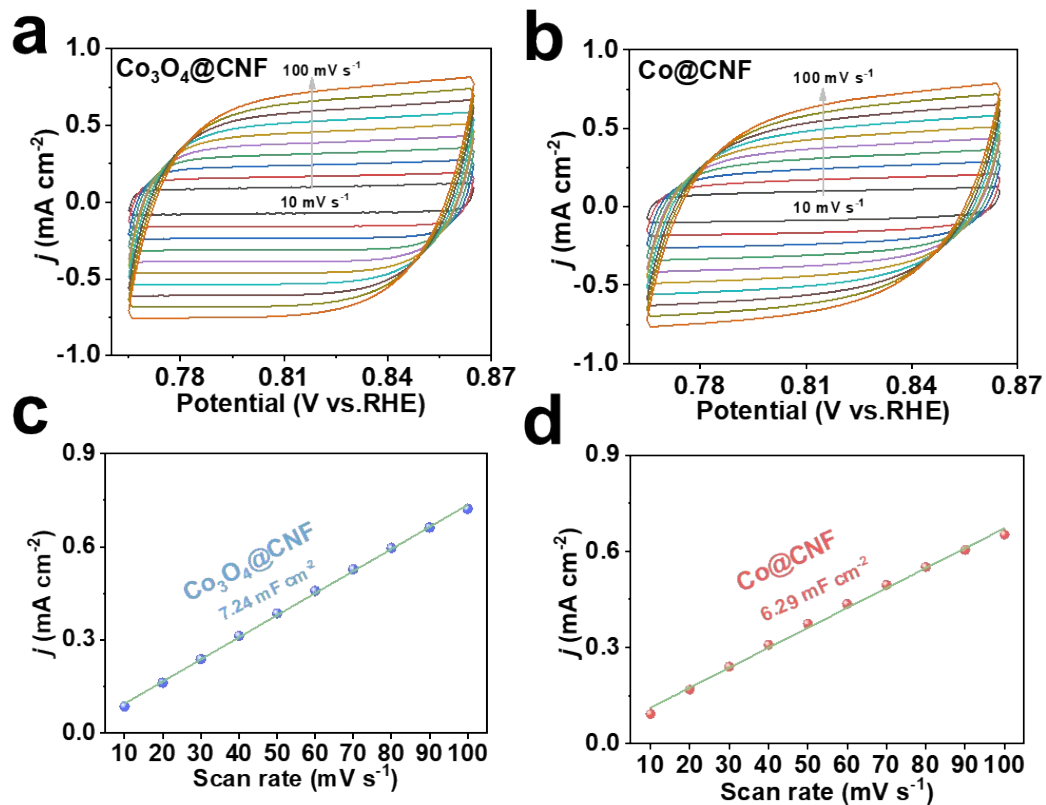 a
Co₃O₄@CNF
100 mV s⁻¹
10 mV s⁻¹
1.0
0.5
0.0
-0.5
-1.0
j (mA cm⁻²)
0.78 0.81 0.84 0.87
Potential (V vs.RHE)
b
Co@CNF
100 mV s⁻¹
10 mV s⁻¹
1.0
0.5
0.0
-0.5
-1.0
j (mA cm⁻²)
0.78 0.81 0.84 0.87
Potential (V vs.RHE)
c
0.9
0.6
0.3
0.0
j (mA cm⁻²)
Co₃O₄@CNF
7.24 mF cm⁻²
10 20 30 40 50 60 70 80 90 100
Scan rate (mV s⁻¹)
d
0.9
0.6
0.3
0.0
j (mA cm⁻²)
Co@CNF
6.29 mF cm⁻²
10 20 30 40 50 60 70 80 90 100
Scan rate (mV s⁻¹)